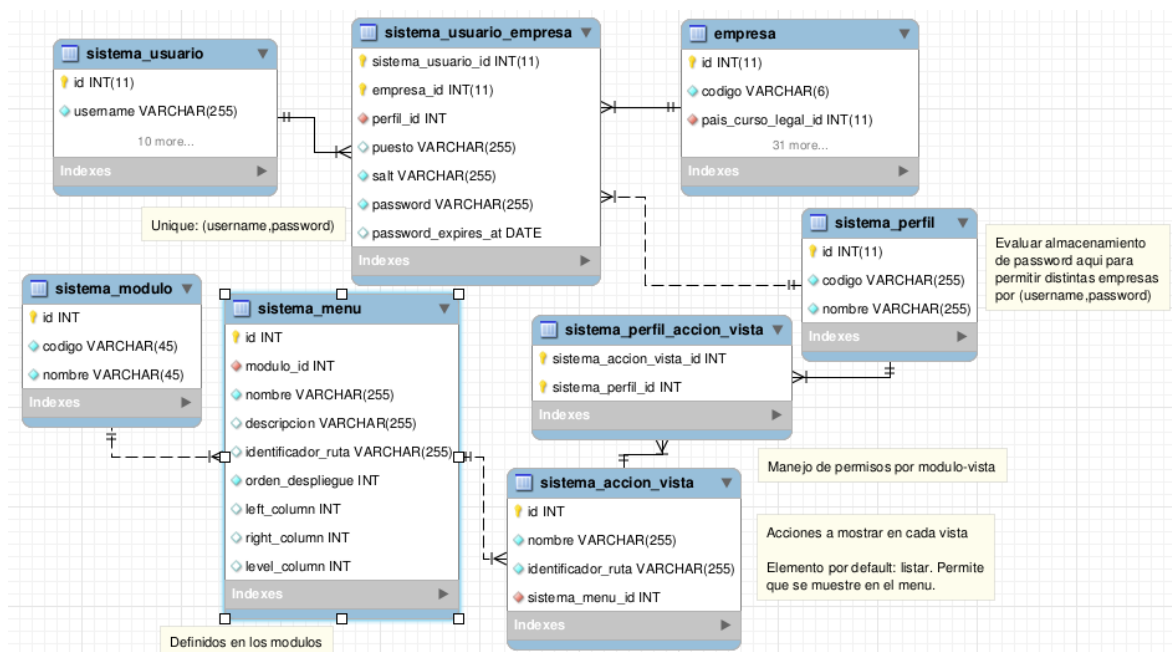 sistema_usuario
id INT(11)
username VARCHAR(255)
10 more...
Indexes
sistema_usuario_empresa
sistema_usuario_id INT(11)
empresa_id INT(11)
perfil_id INT
puesto VARCHAR(255)
salt VARCHAR(255)
password VARCHAR(255)
password_expires_at DATE
Indexes
empresa
id INT(11)
codigo VARCHAR(6)
pais_curso_legal_id INT(11)
31 more...
Indexes
Unique: (username,password)
sistema_perfil
id INT(11)
codigo VARCHAR(255)
nombre VARCHAR(255)
Indexes
Evaluar almacenamiento
de password aqui para
permitir distintas empresas
por (username,password)
sistema_modulo
id INT
codigo VARCHAR(45)
nombre VARCHAR(45)
Indexes
sistema_menu
id INT
modulo_id INT
nombre VARCHAR(255)
descripcion VARCHAR(255)
identificador_ruta VARCHAR(255)
orden_despliegue INT
left_column INT
right_column INT
level_column INT
Indexes
sistema_perfil_accion_vista
sistema_accion_vista_id INT
sistema_perfil_id INT
Indexes
Manejo de permisos por modulo-vista
sistema_accion_vista
id INT
nombre VARCHAR(255)
identificador_ruta VARCHAR(255)
sistema_menu_id INT
Indexes
Acciones a mostrar en cada vista
Elemento por default: listar. Permite
que se muestre en el menu.
Definidos en los modulos